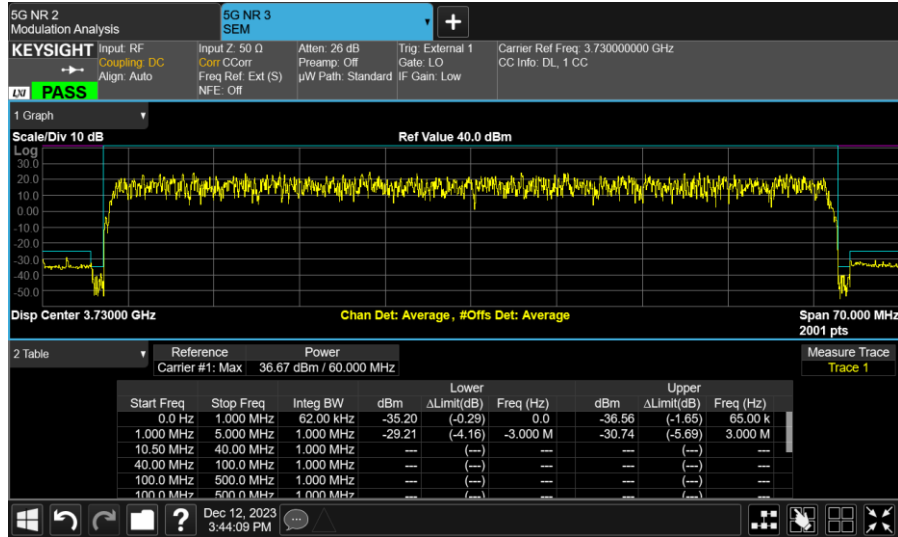 5G NR 2
Modulation Analysis
5G NR 3
SEM
KEYSIGHT
Input: RF
Coupling: DC
Align: Auto
Input Z: 50 Ω
Corr CCorr
Freq Ref: Ext (S)
NFE: Off
Atten: 26 dB
Preamp: Off
µW Path: Standard
Trig: External 1
Gate: LO
IF Gain: Low
Carrier Ref Freq: 3.730000000 GHz
CC Info: DL, 1 CC
LXI PASS
1 Graph
Scale/Div 10 dB Ref Value 40.0 dBm
Log
30.0
20.0
10.0
0.00
-10.0
-20.0
-30.0
-40.0
-50.0
Disp Center 3.73000 GHz Chan Det: Average, #Offs Det: Average Span 70.000 MHz
2001 pts
2 Table
Reference Power
Carrier #1: Max 36.67 dBm / 60.000 MHz
Measure Trace
Trace 1
Lower Upper
Start Freq Stop Freq Integ BW dBm ΔLimit(dB) Freq (Hz) dBm ΔLimit(dB) Freq (Hz)
0.0 Hz 1.000 MHz 62.00 kHz -35.20 (-0.29) 0.0 -36.56 (-1.65) 65.00 k
1.000 MHz 5.000 MHz 1.000 MHz -29.21 (-4.16) -3.000 M -30.74 (-5.69) 3.000 M
10.50 MHz 40.00 MHz 1.000 MHz --- (---) --- --- (---) ---
40.00 MHz 100.0 MHz 1.000 MHz --- (---) --- --- (---) ---
100.0 MHz 500.0 MHz 1.000 MHz --- (---) --- --- (---) ---
100.0 MHz 500.0 MHz 1.000 MHz --- (---) --- --- (---) ---
Dec 12, 2023
3:44:09 PM